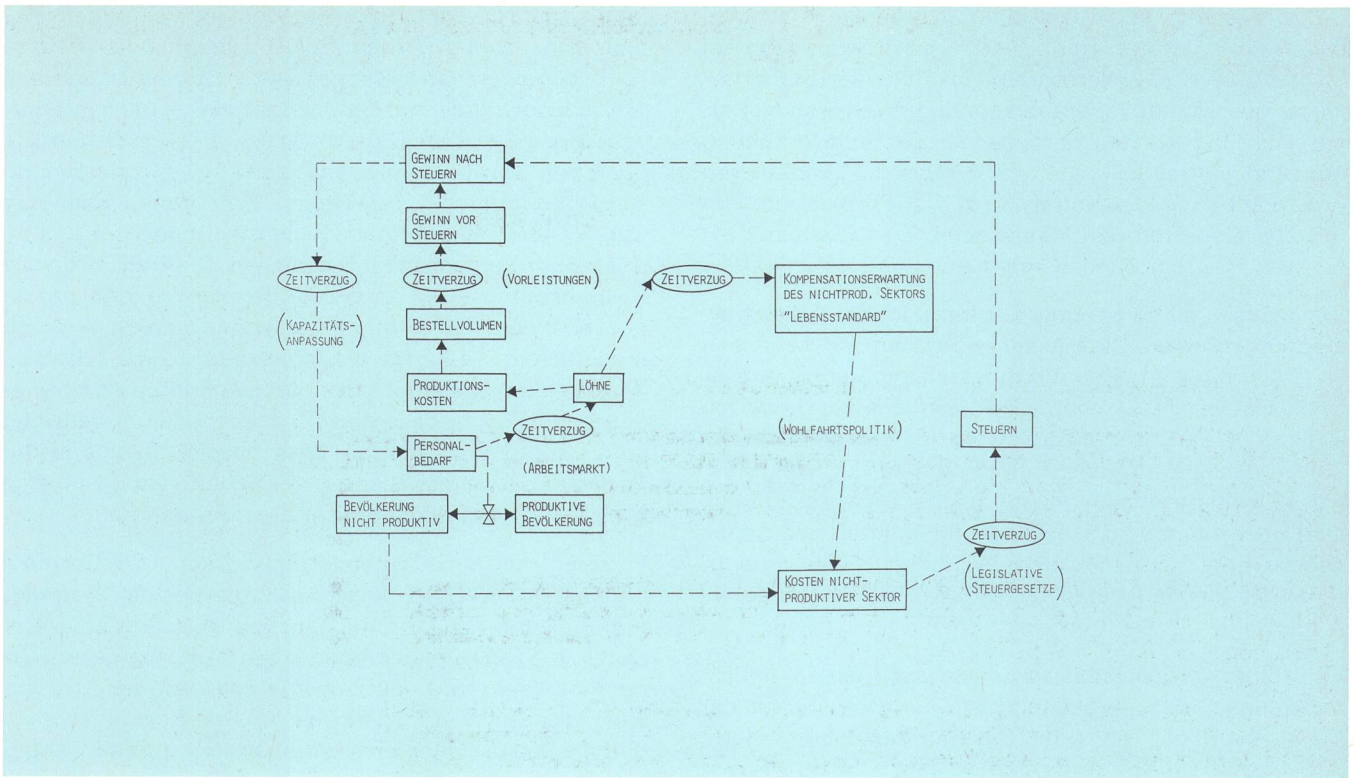 GEWINN NACH
STEUERN
GEWINN VOR
STEUERN
ZEITVERZUG
ZEITVERZUG
(VORLEISTUNGEN)
ZEITVERZUG
KOMPENSATIONSERWARTUNG
DES NICHTPROD. SEKTORS
"LEBENSSTANDARD"
(KAPAZITÄTS-
ANPASSUNG)
BESTELLVOLUMEN
PRODUKTIONS-
KOSTEN
LÖHNE
ZEITVERZUG
(WOHLFAHRTSPOLITIK)
STEUERN
PERSONAL-
BEDARF
(ARBEITSMARKT)
BEVÖLKERUNG
NICHT PRODUKTIV
PRODUKTIVE
BEVÖLKERUNG
ZEITVERZUG
KOSTEN NICHT-
PRODUKTIVER SEKTOR
(LEGISLATIVE
STEUERGESETZE)